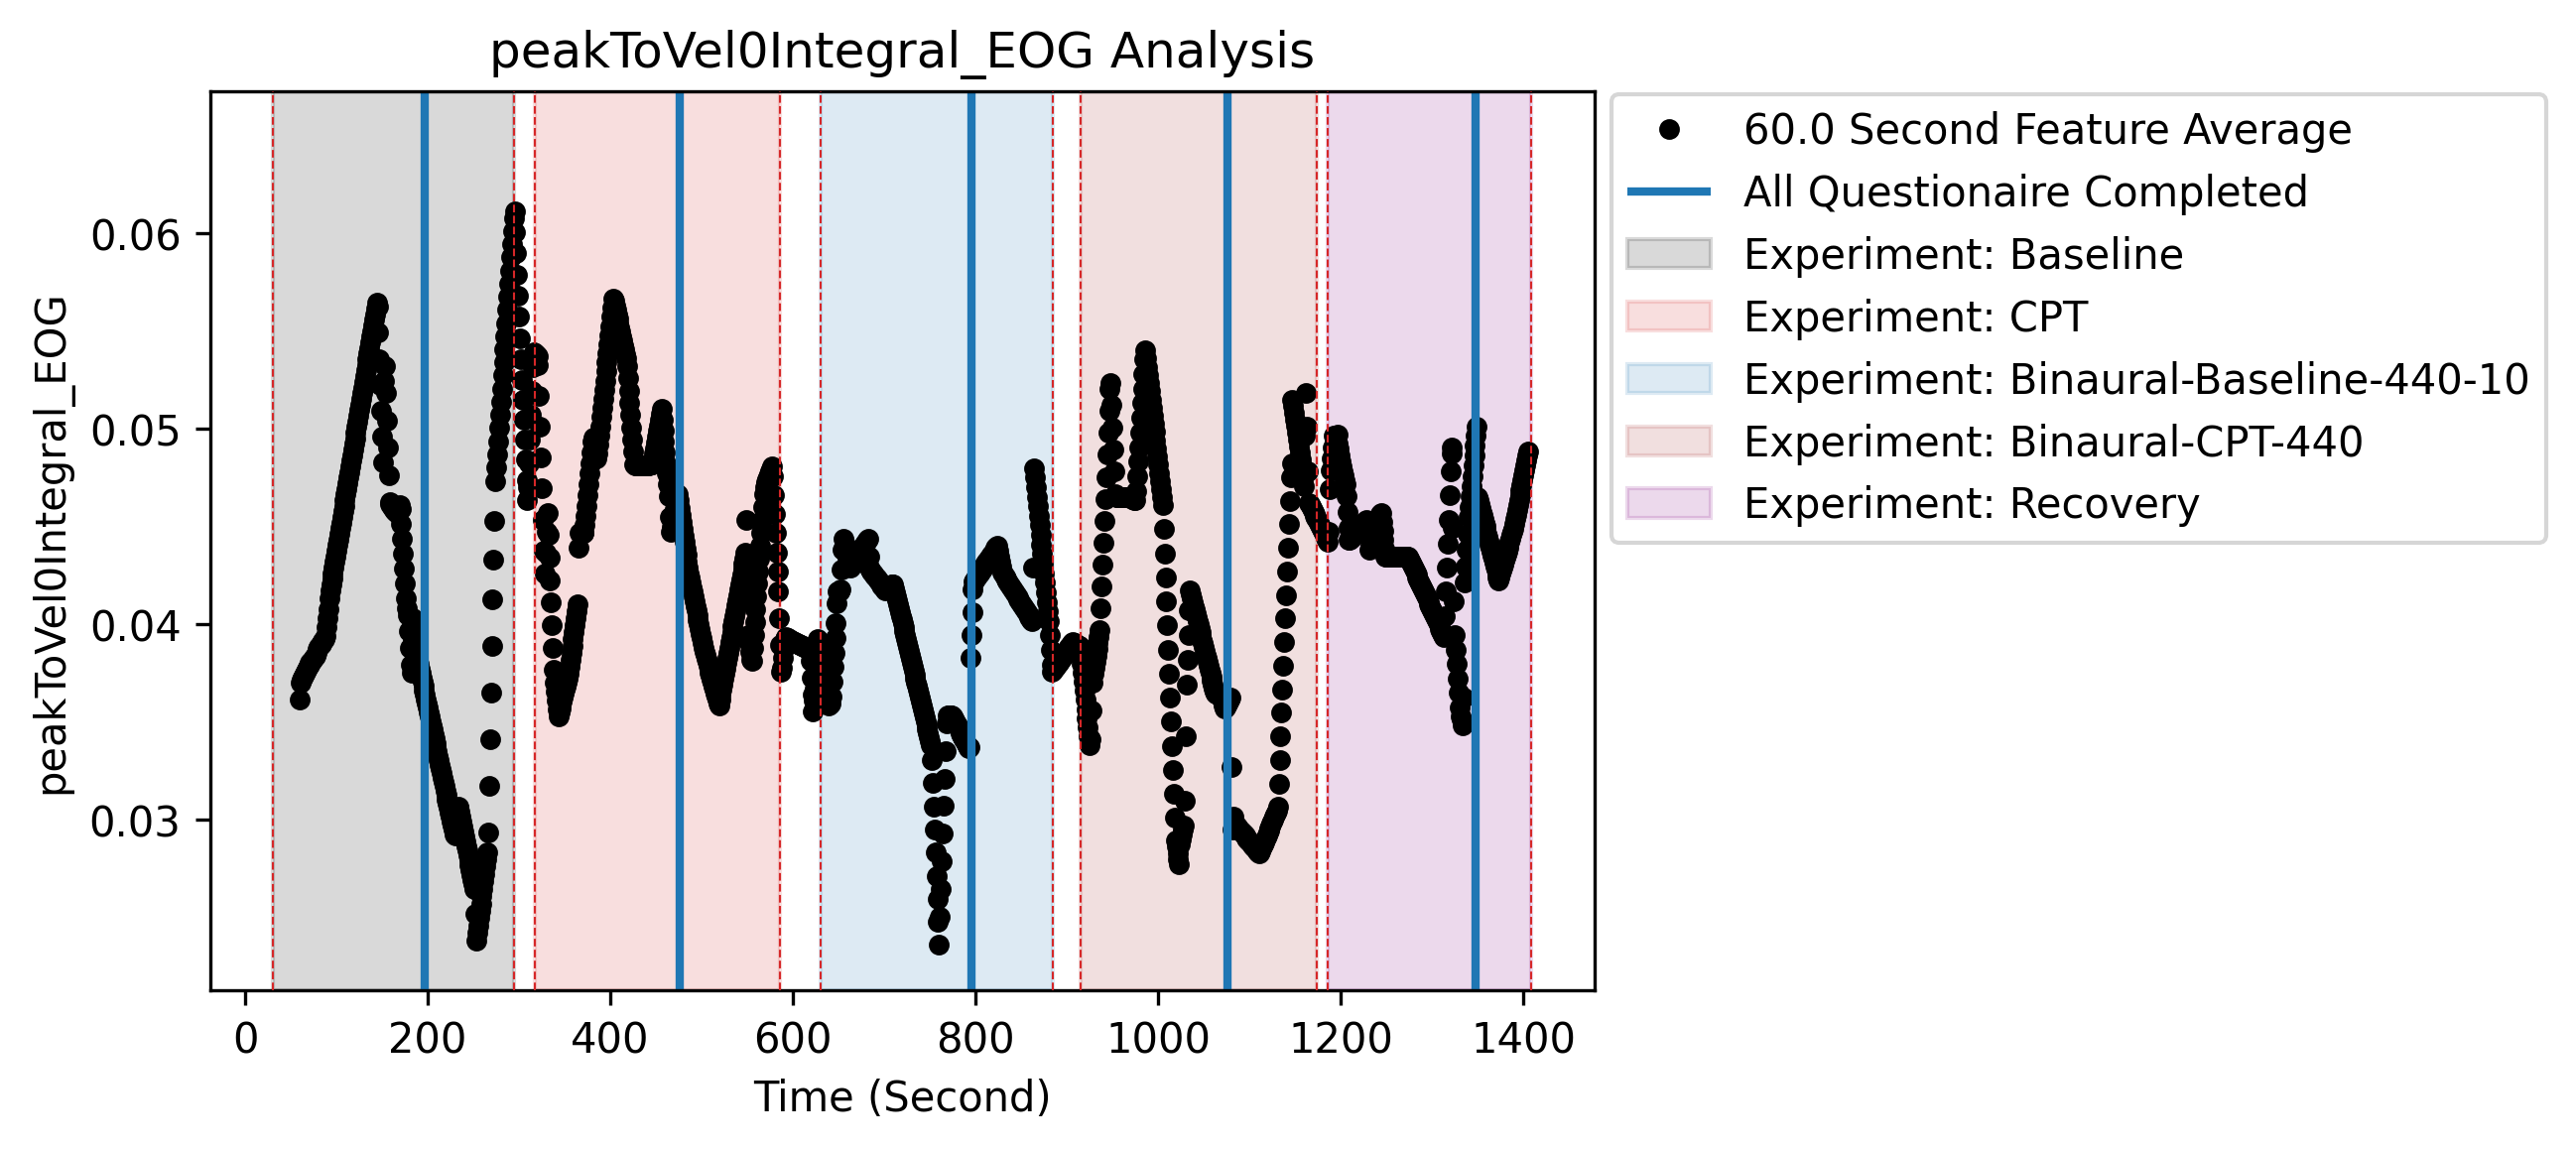 peakToVel0Integral_EOG Analysis
peakToVel0Integral_EOG
0.06
0.05
0.04
0.03
0
200
400
600
800
1000
1200
1400
Time (Second)
60.0 Second Feature Average
All Questionaire Completed
Experiment: Baseline
Experiment: CPT
Experiment: Binaural-Baseline-440-10
Experiment: Binaural-CPT-440
Experiment: Recovery